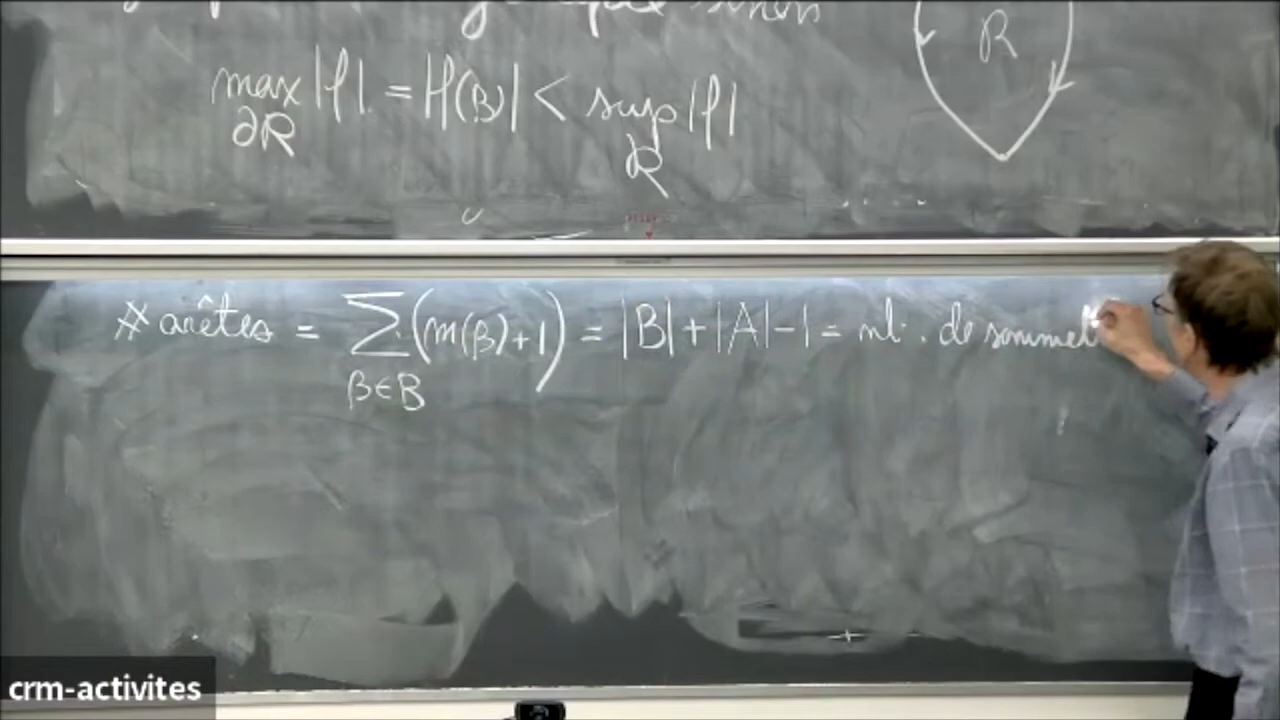 R
max |f| = |f(B)| < sup |f|
∂R R
# arêtes = ∑ (m(β)+1) = |B| + |A| - 1 = nb. de sommet
β∈B
crm-activites